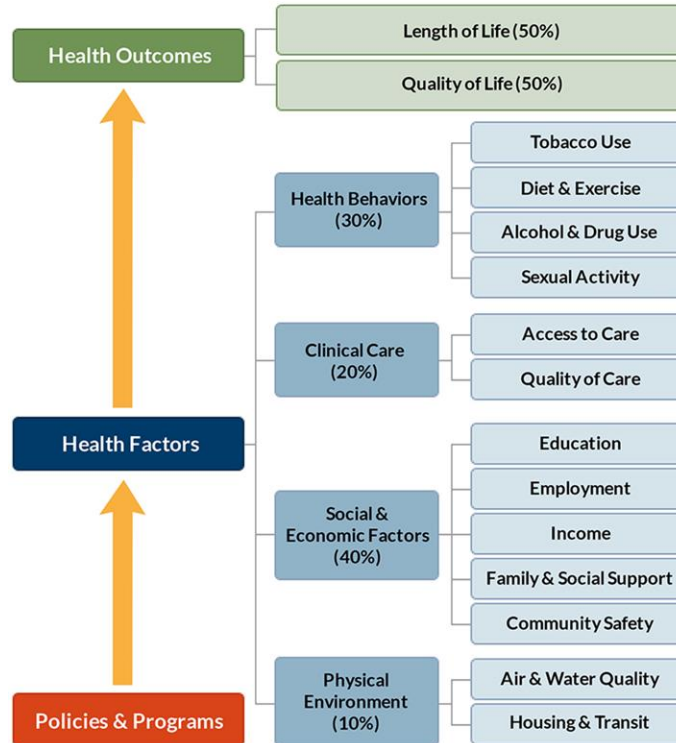 Health Outcomes
Length of Life (50%)
Quality of Life (50%)
Health Factors
Health Behaviors
(30%)
Tobacco Use
Diet & Exercise
Alcohol & Drug Use
Sexual Activity
Clinical Care
(20%)
Access to Care
Quality of Care
Social &
Economic Factors
(40%)
Education
Employment
Income
Family & Social Support
Community Safety
Physical
Environment
(10%)
Air & Water Quality
Housing & Transit
Policies & Programs